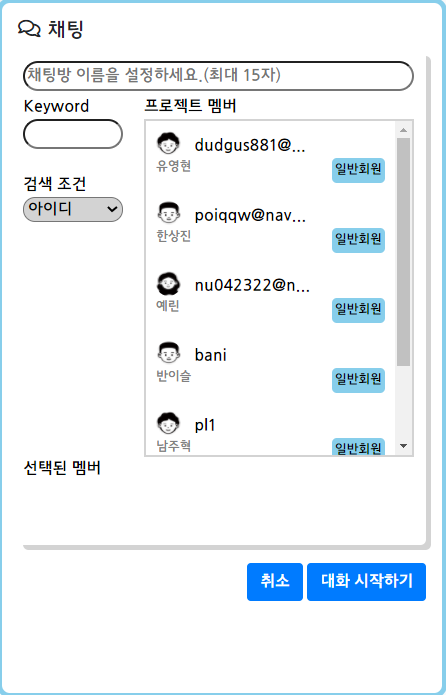 채팅
채팅방 이름을 설정하세요.(최대 15자)
Keyword
프로젝트 멤버
dudgus881@...
유영현
일반회원
검색 조건
아이디
poiqqw@nav...
한상진
일반회원
nu042322@n...
예린
일반회원
bani
반이슬
일반회원
pl1
남주혁
일반회원
선택된 멤버
취소
대화 시작하기